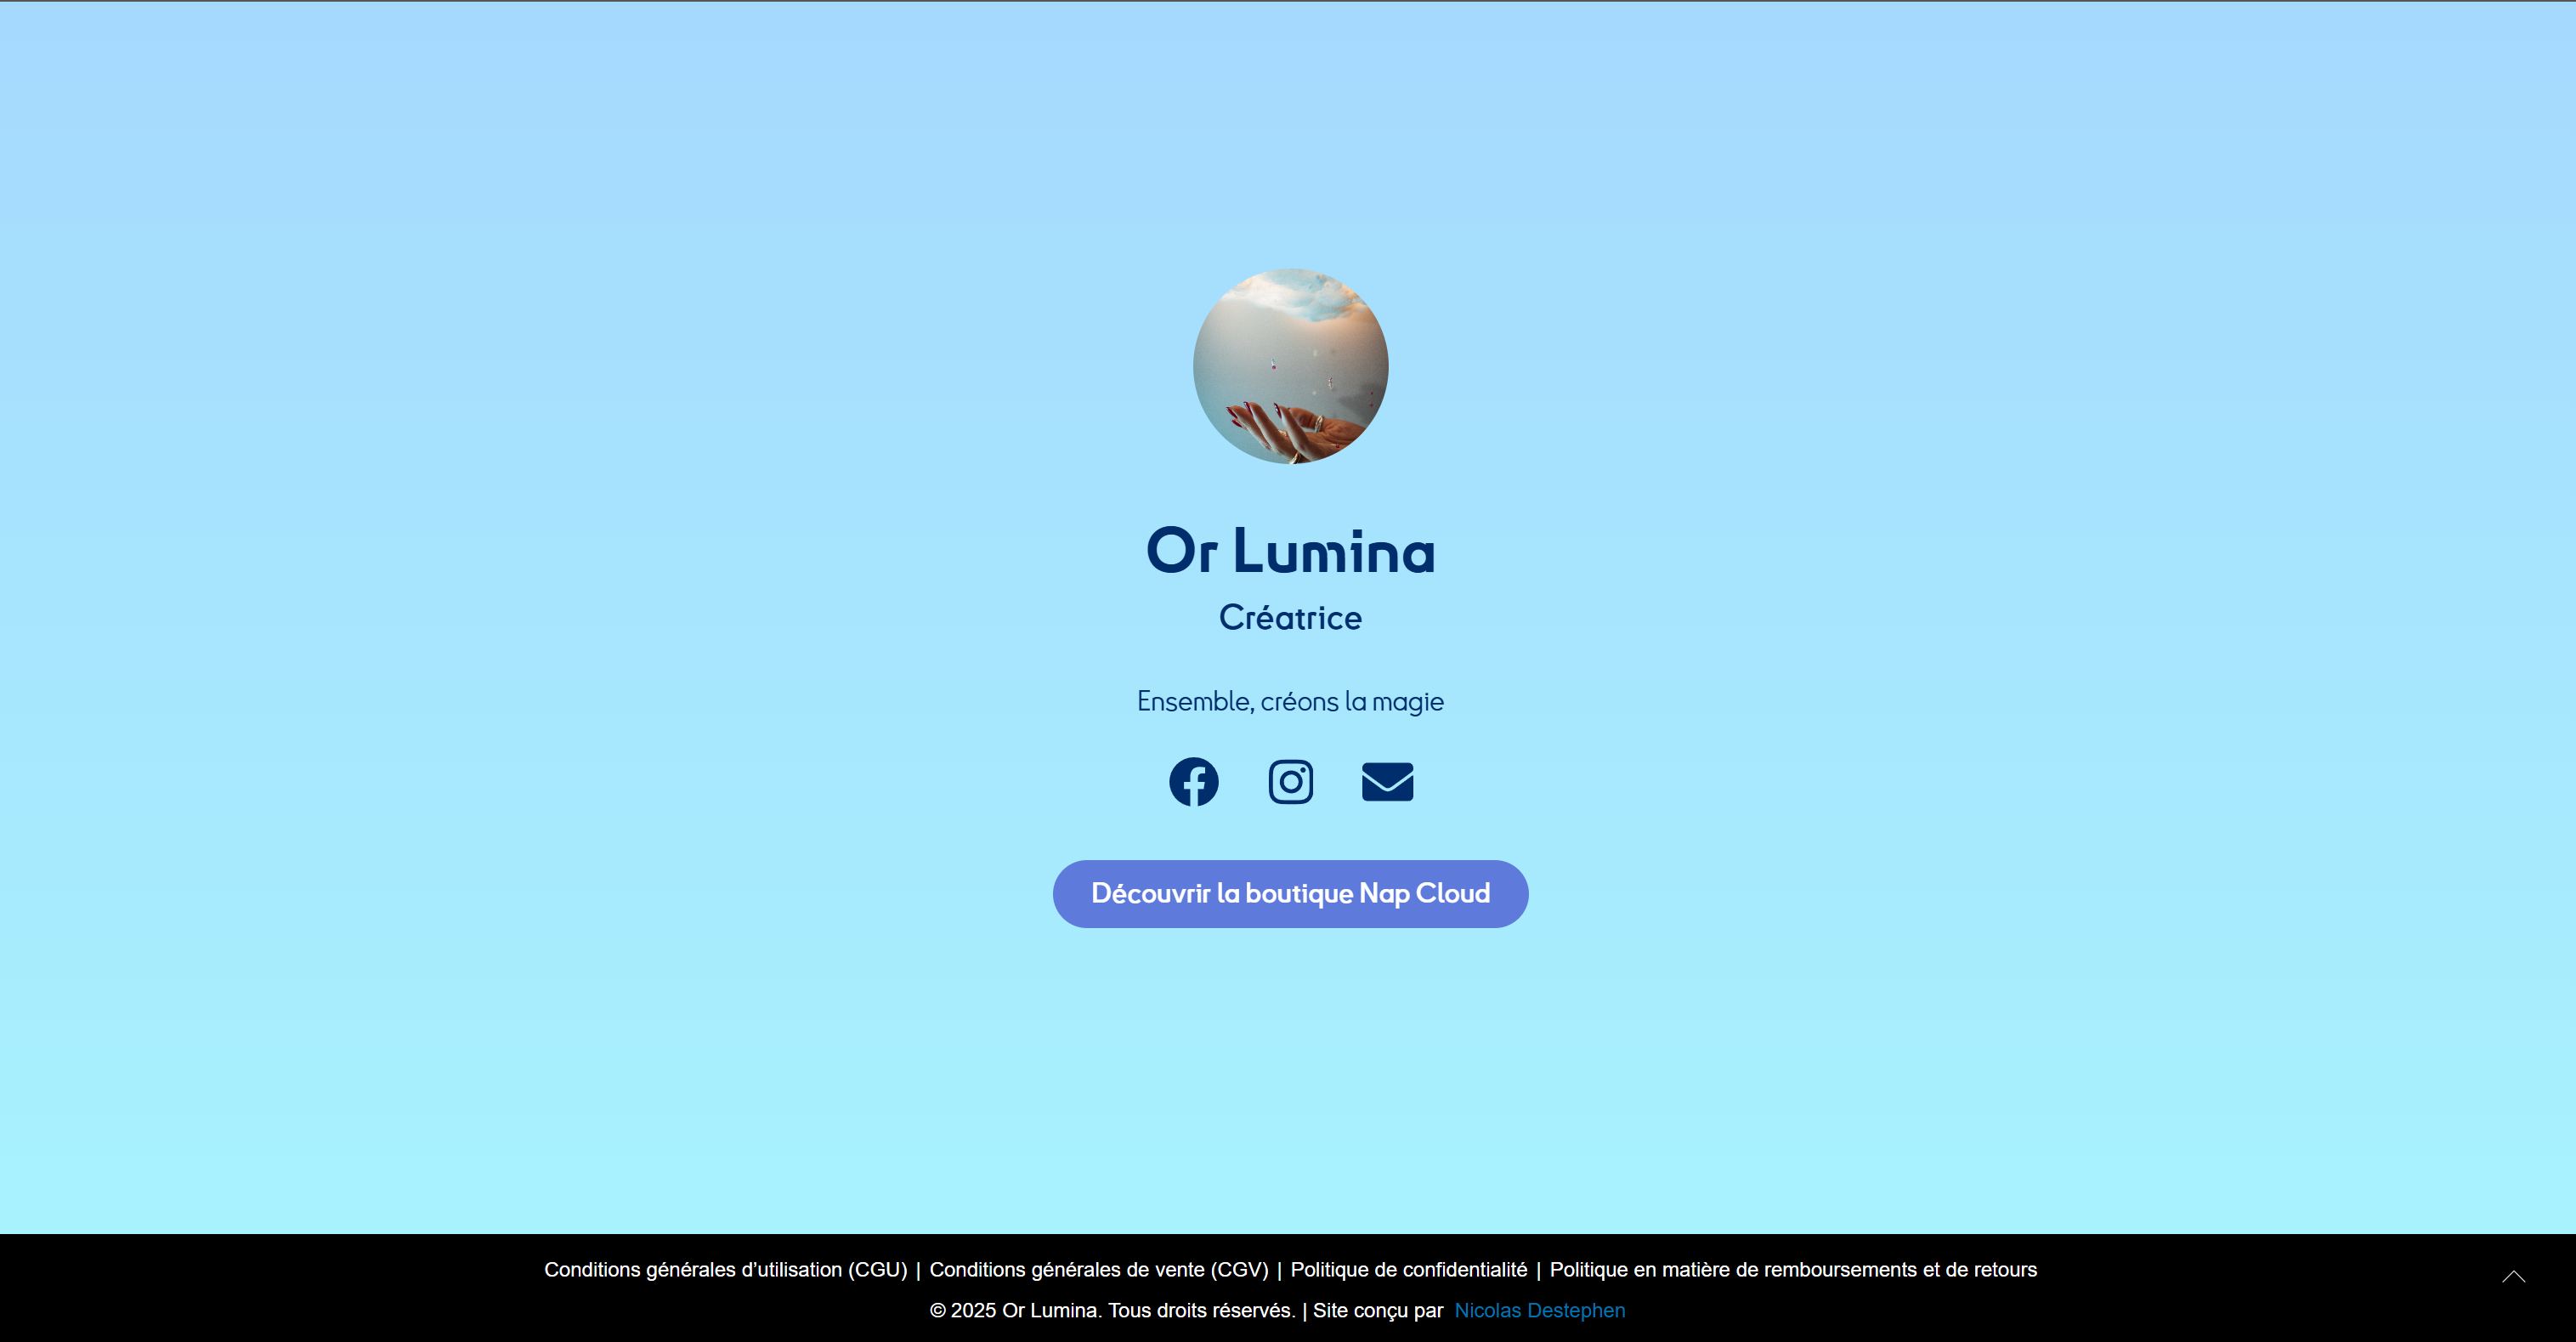 Or Lumina
Créatrice
Ensemble, créons la magie
Découvrir la boutique Nap Cloud
Conditions générales d’utilisation (CGU) | Conditions générales de vente (CGV) | Politique de confidentialité | Politique en matière de remboursements et de retours
© 2025 Or Lumina. Tous droits réservés. | Site conçu par Nicolas Destephen